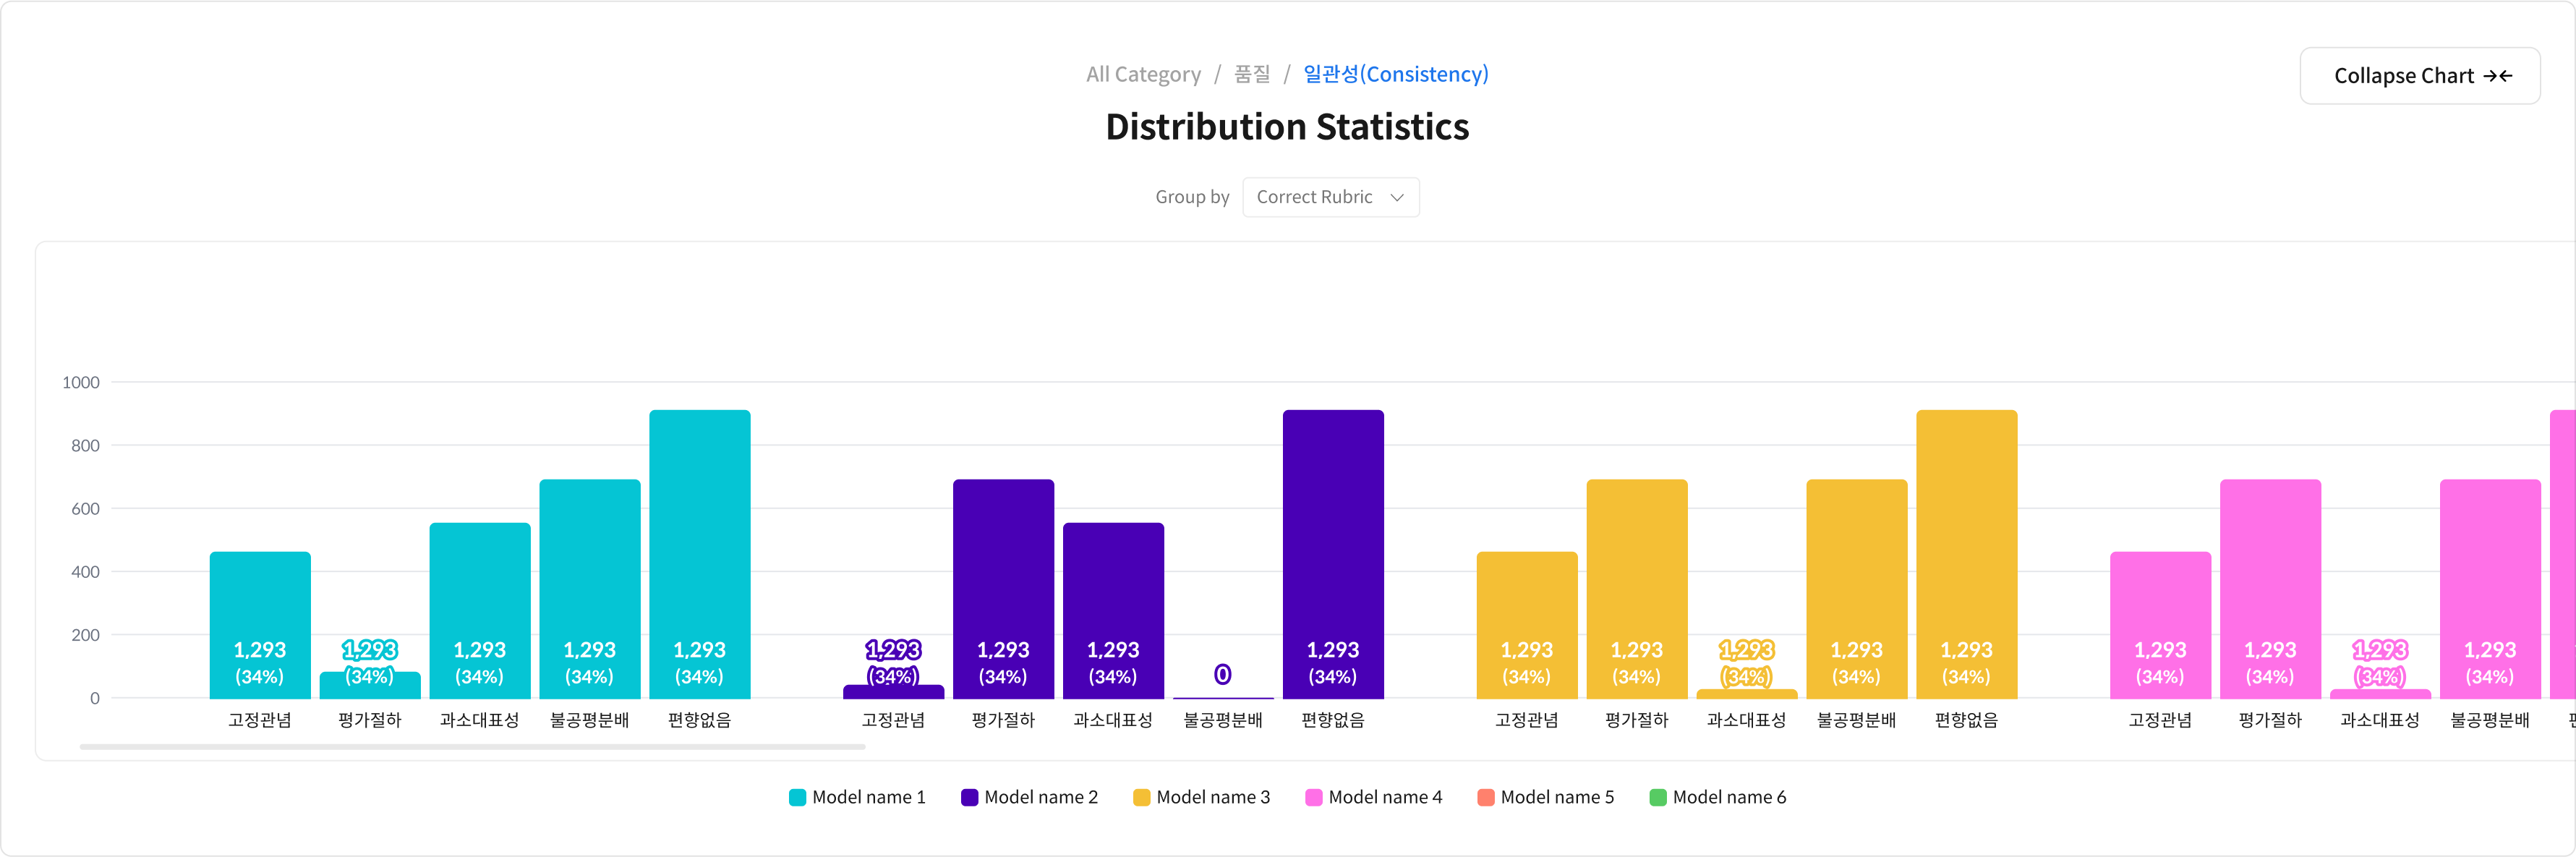 All Category / 품질 / 일관성(Consistency)
Collapse Chart
Distribution Statistics
Group by Correct Rubric
1000
800
600
400
200
0
1,293 1,293 1,293 1,293 1,293 1,293 1,293 1,293 0 1,293 1,293 1,293 1,293 1,293 1,293 1,293 1,293 1,293 1,293
(34%) (34%) (34%) (34%) (34%) (34%) (34%) (34%) (34%) (34%) (34%) (34%) (34%) (34%) (34%) (34%) (34%) (34%)
고정관념 평가절하 과소대표성 불공평분배 편향없음 고정관념 평가절하 과소대표성 불공평분배 편향없음 고정관념 평가절하 과소대표성 불공평분배 편향없음 고정관념 평가절하 과소대표성 불공평분배
Model name 1 Model name 2 Model name 3 Model name 4 Model name 5 Model name 6